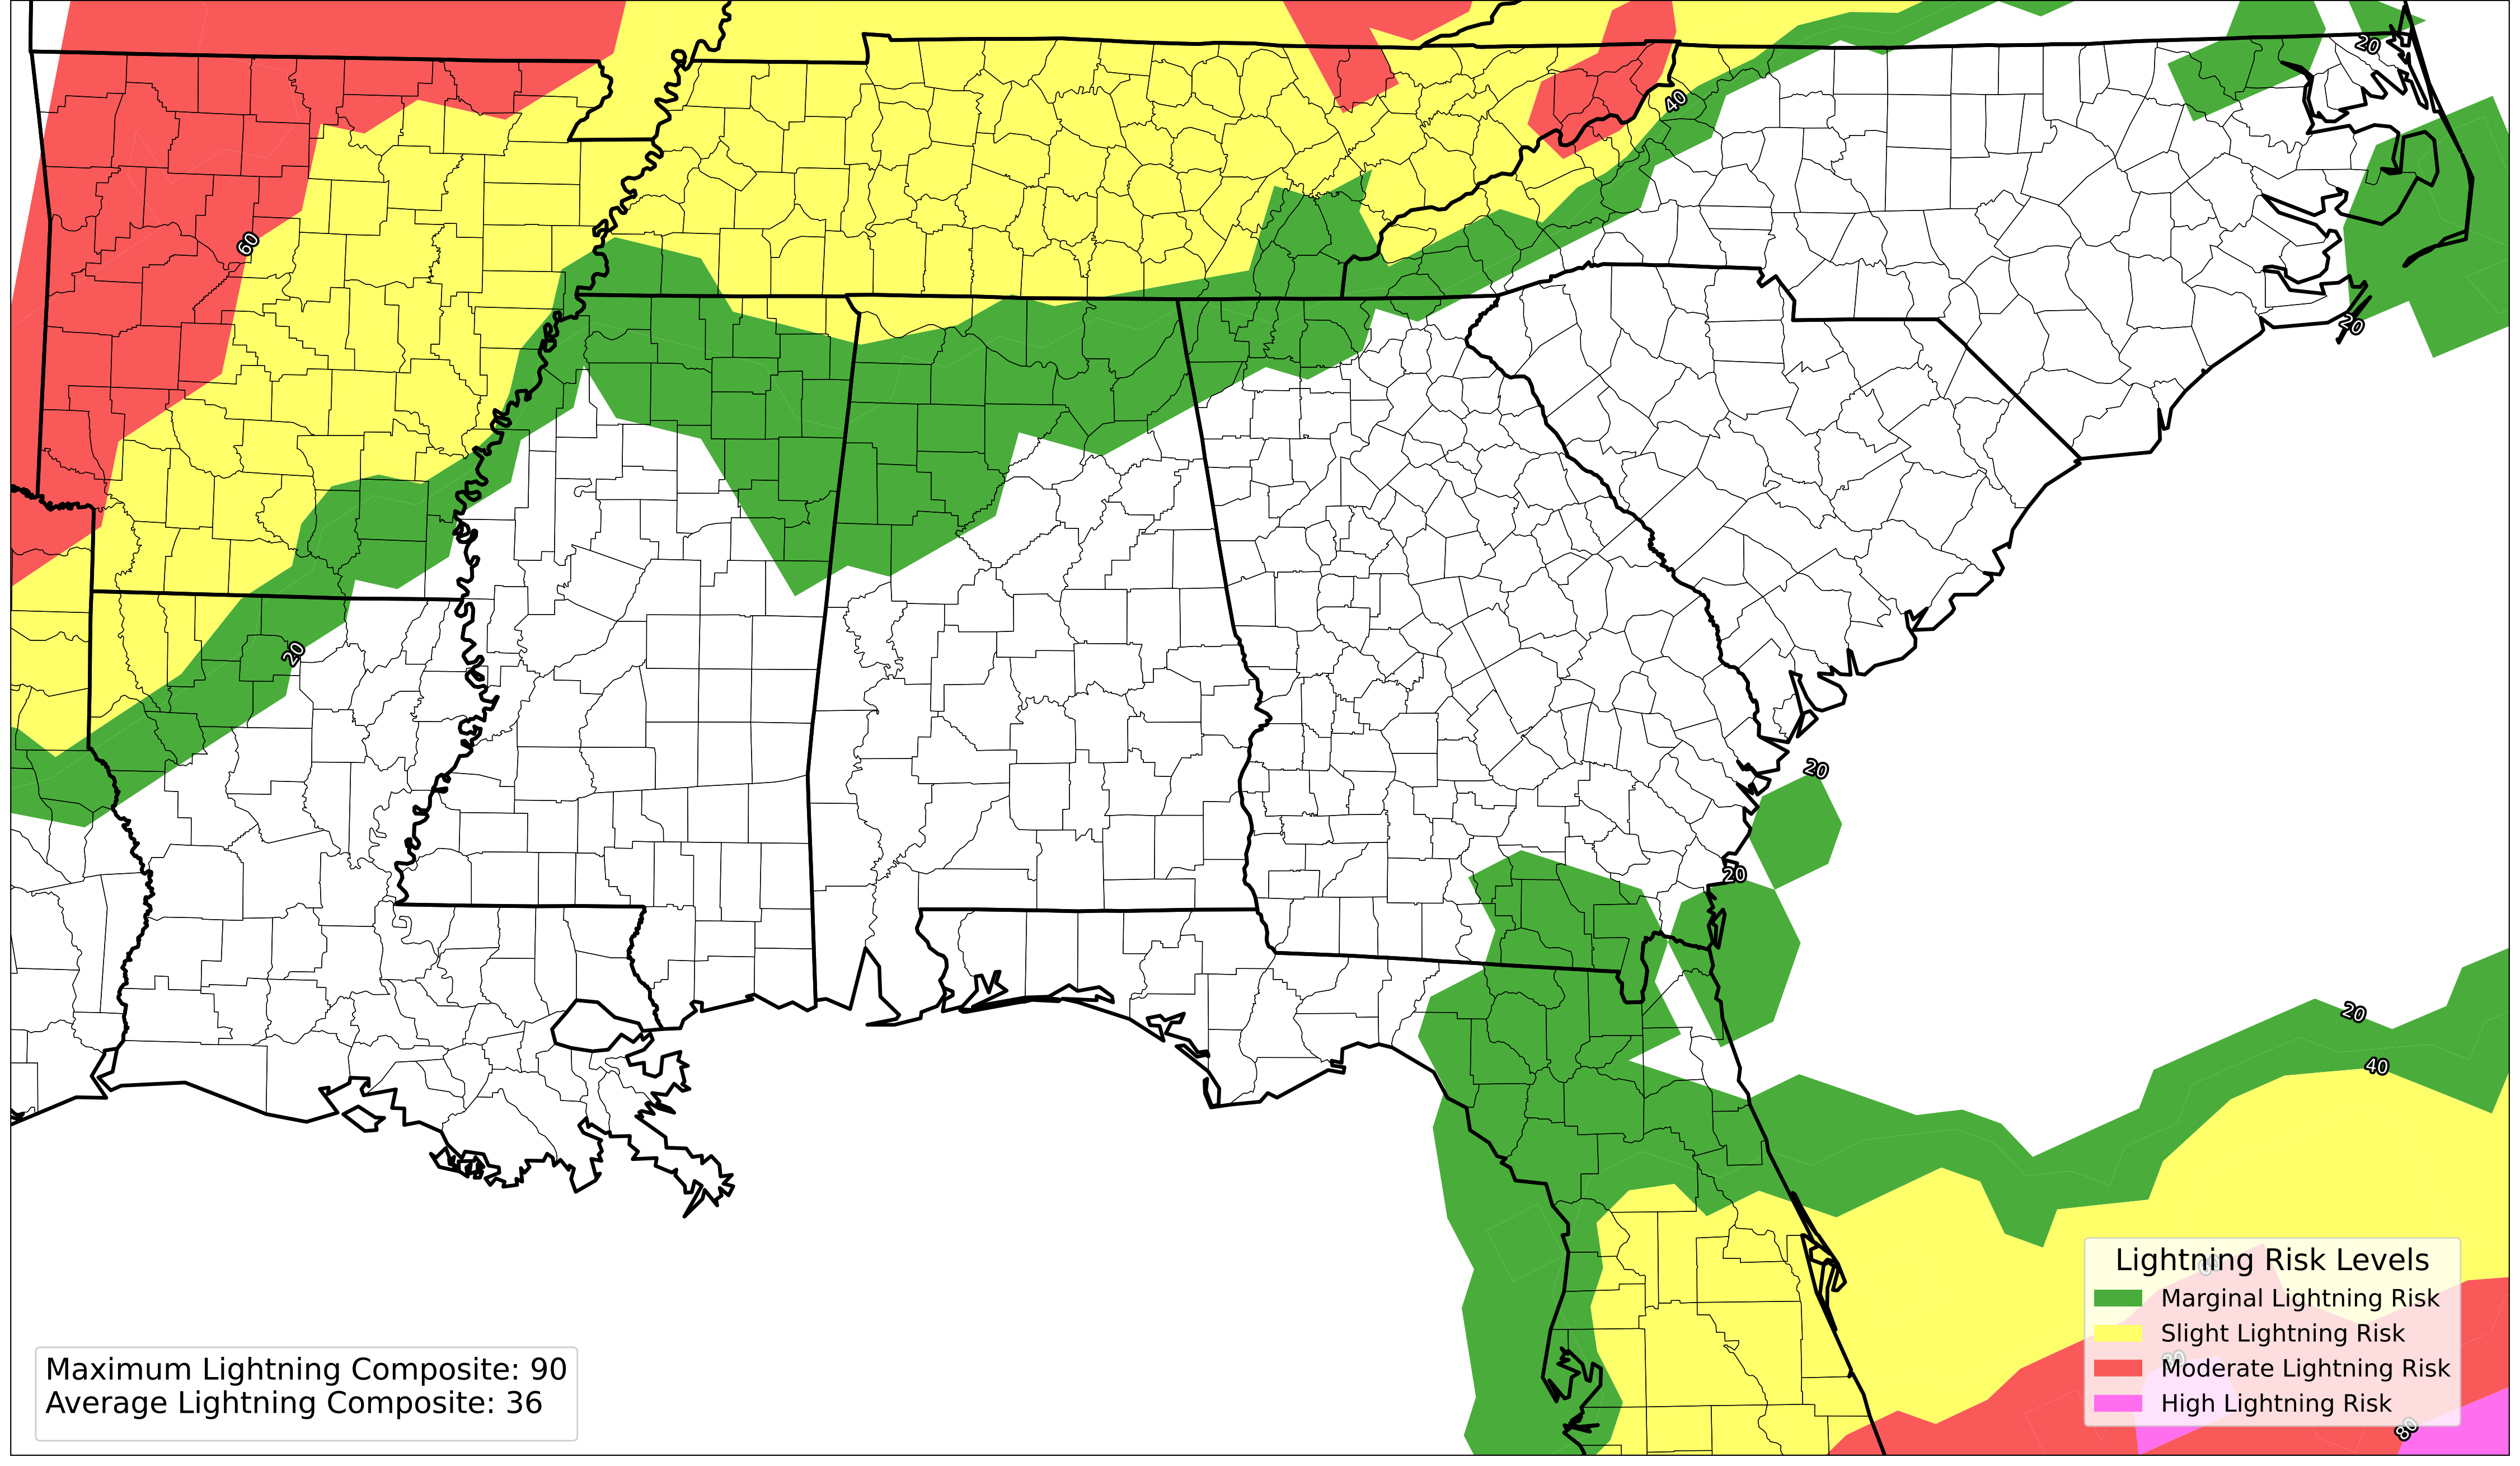 20
40
60
20
20
20
20
20
40
Lightning Risk Levels
Marginal Lightning Risk
Slight Lightning Risk
Moderate Lightning Risk
High Lightning Risk
80
Maximum Lightning Composite: 90
Average Lightning Composite: 36